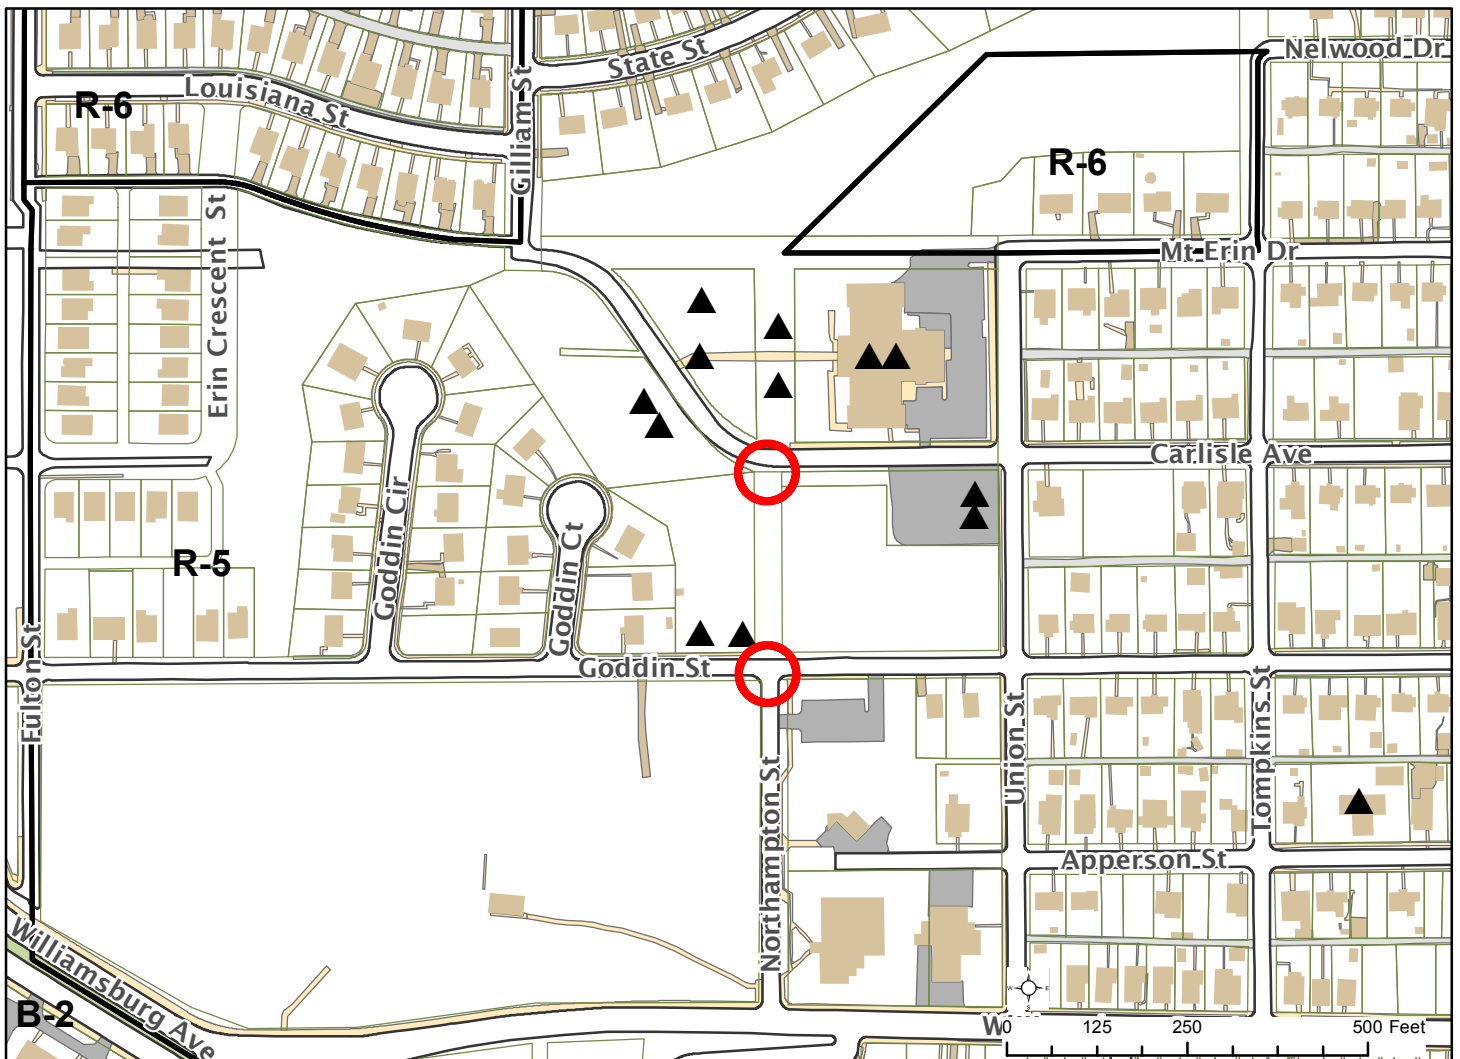 Nelwood Dr
State St
Louisiana St
R-6
Gilliam St
R-6
Erin Crescent St
Mt Erin Dr
Carlisle Ave
Goddin Cir
Goddin Ct
R-5
Fulton St
Goddin St
Union St
Tompkins St
Northampton St
Apperson St
Williamsburg Ave
B-2
N
W
E
S
W
0 125 250 500 Feet